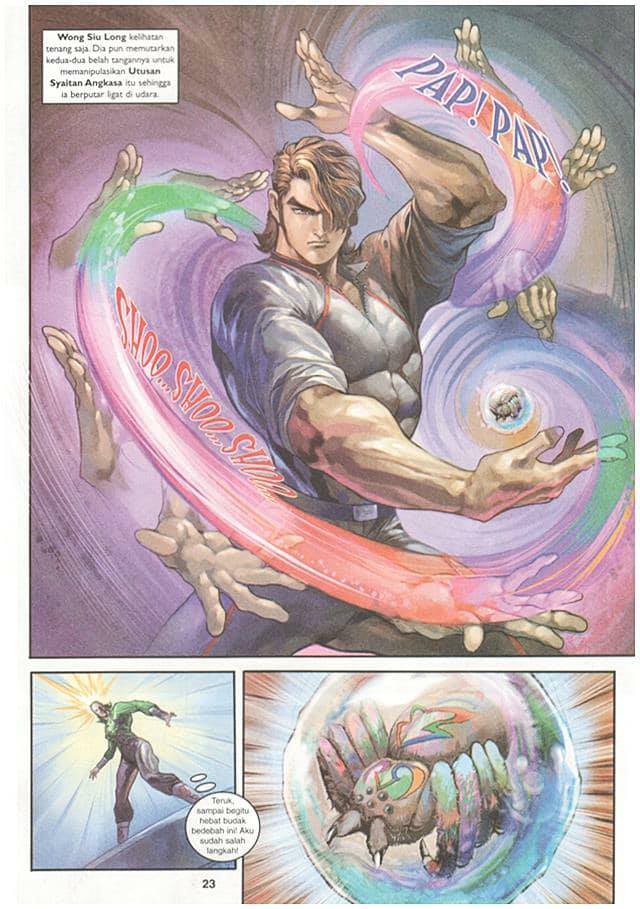 Wong Siu Long kelihatan
tenang saja. Dia pun memutarkan
kedua-dua belah tangannya untuk
memanipulasikan Utusan
Syaitan Angkasa itu sehingga
ia berputar ligat di udara.
PAP! PAP!
SHOO...SHOO...SHOO...
Teruk,
sampai begitu
hebat budak
bedebah ini! Aku
sudah salah
langkah!
23